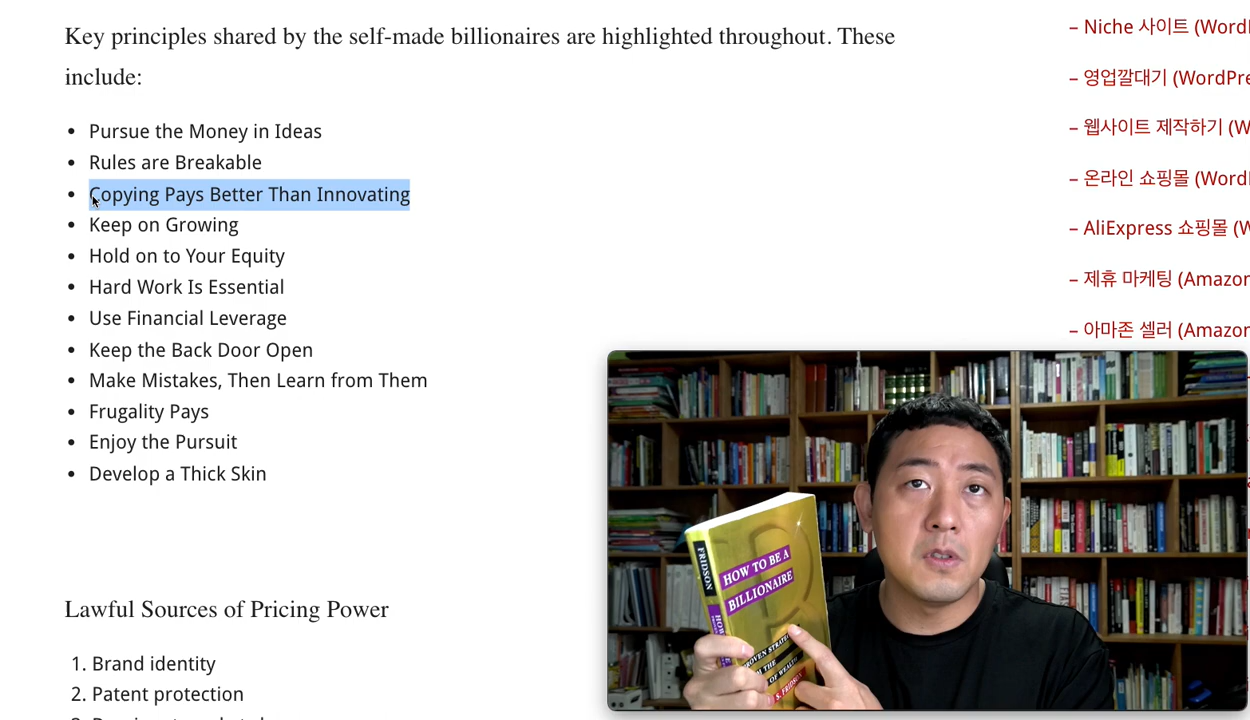 Key principles shared by the self-made billionaires are highlighted throughout. These
include:
• Pursue the Money in Ideas
• Rules are Breakable
• Copying Pays Better Than Innovating
• Keep on Growing
• Hold on to Your Equity
• Hard Work Is Essential
• Use Financial Leverage
• Keep the Back Door Open
• Make Mistakes, Then Learn from Them
• Frugality Pays
• Enjoy the Pursuit
• Develop a Thick Skin
Lawful Sources of Pricing Power
1. Brand identity
2. Patent protection
– Niche 사이트 (Word
– 영업깔대기 (WordPre
– 웹사이트 제작하기 (W
– 온라인 쇼핑몰 (Word
– AliExpress 쇼핑몰 (W
– 제휴 마케팅 (Amazon
– 아마존 셀러 (Amazon
FRIDSON
HOW TO BE A
BILLIONAIRE